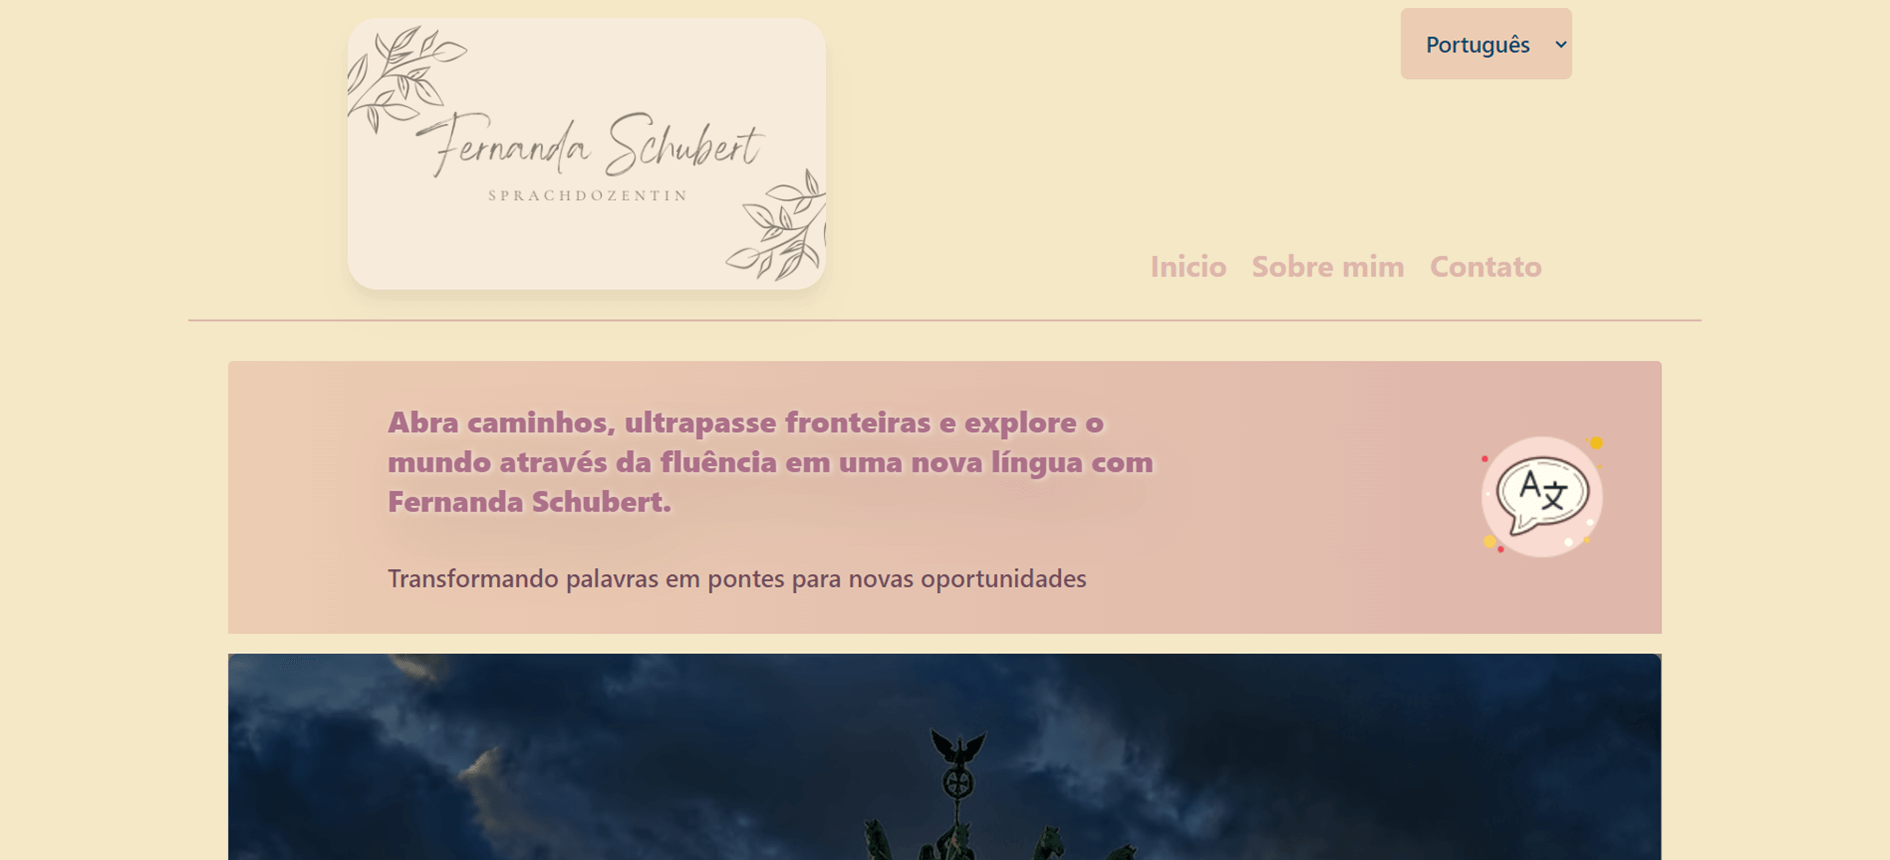 Fernanda Schubert
SPRACHDOZENTIN
Português
Inicio Sobre mim Contato
Abra caminhos, ultrapasse fronteiras e explore o
mundo através da fluência em uma nova língua com
Fernanda Schubert.
A文
Transformando palavras em pontes para novas oportunidades